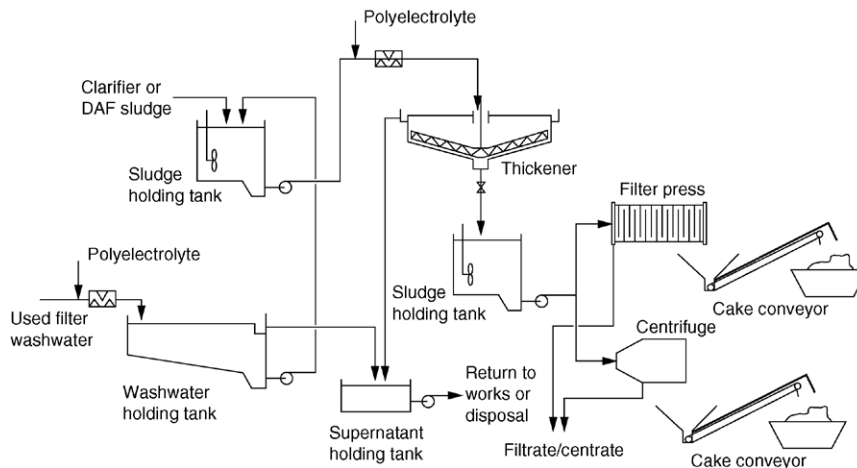 Polyelectrolyte
Clarifier or
DAF sludge
Sludge
holding tank
Thickener
Filter press
Polyelectrolyte
Used filter
washwater
Washwater
holding tank
Sludge
holding tank
Cake conveyor
Centrifuge
Return to
works or
disposal
Supernatant
holding tank
Filtrate/centrate
Cake conveyor